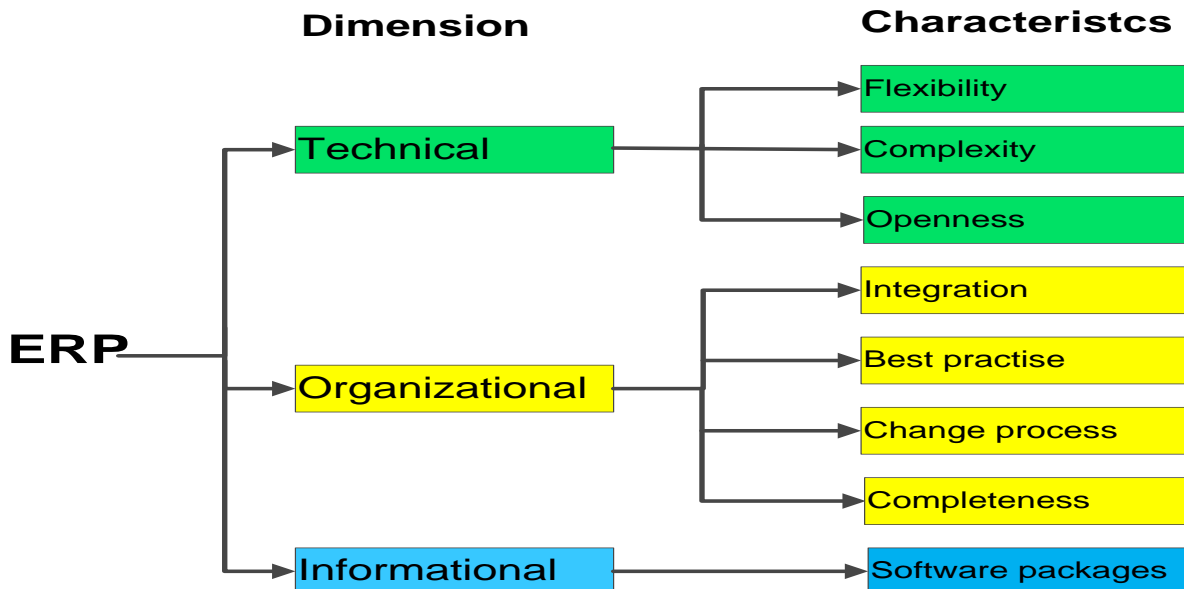 Dimension
Characteristcs
Flexibility
Technical
Complexity
Openness
Integration
ERP
Best practise
Organizational
Change process
Completeness
Informational
Software packages